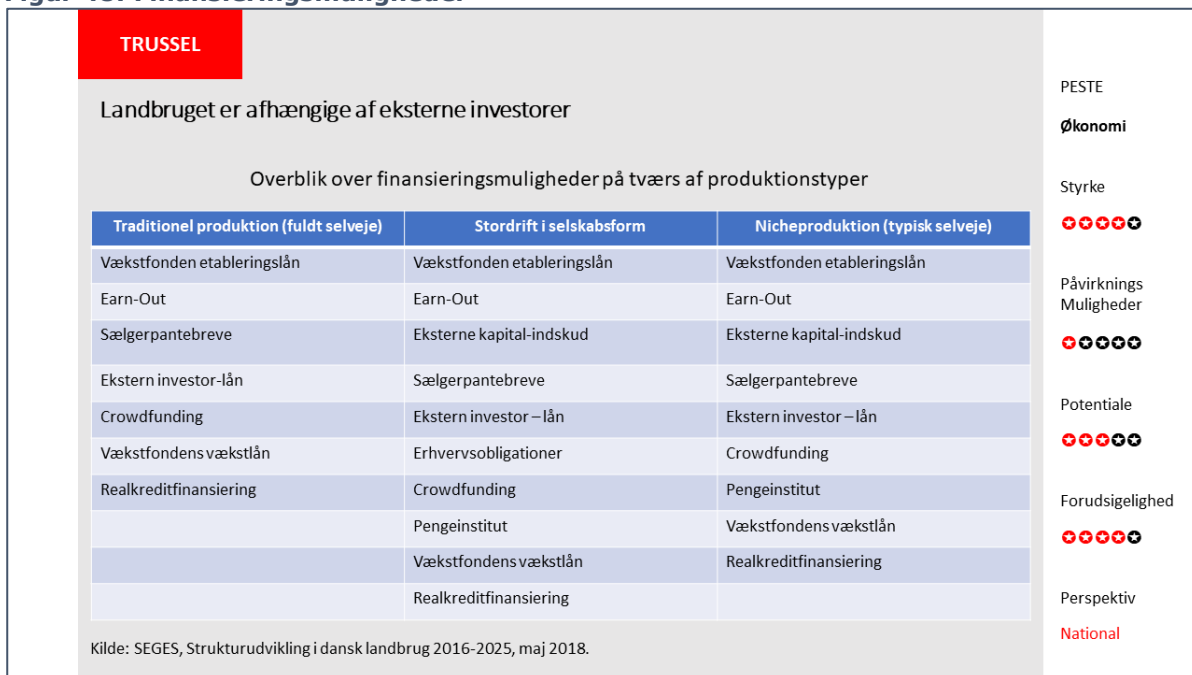 TRUSSEL
Landbruget er afhængige af eksterne investorer
Overblik over finansieringsmuligheder på tværs af produktionstyper
Traditionel produktion (fuldt selveje) Stordrift i selskabsform Nicheproduktion (typisk selveje)
Vækstfonden etableringslån Vækstfonden etableringslån Vækstfonden etableringslån
Earn-Out Earn-Out Earn-Out
Sælgerpantebreve Eksterne kapital-indskud Eksterne kapital-indskud
Ekstern investor-lån Sælgerpantebreve Sælgerpantebreve
Crowdfunding Ekstern investor – lån Ekstern investor – lån
Vækstfondens vækstlån Erhvervsobligationer Crowdfunding
Realkreditfinansiering Crowdfunding Pengeinstitut
Pengeinstitut Vækstfondens vækstlån
Vækstfondens vækstlån Realkreditfinansiering
Realkreditfinansiering
Kilde: SEGES, Strukturudvikling i dansk landbrug 2016-2025, maj 2018.
PESTE
Økonomi
Styrke
Påvirknings
Muligheder
Potentiale
Forudsigelighed
Perspektiv
National